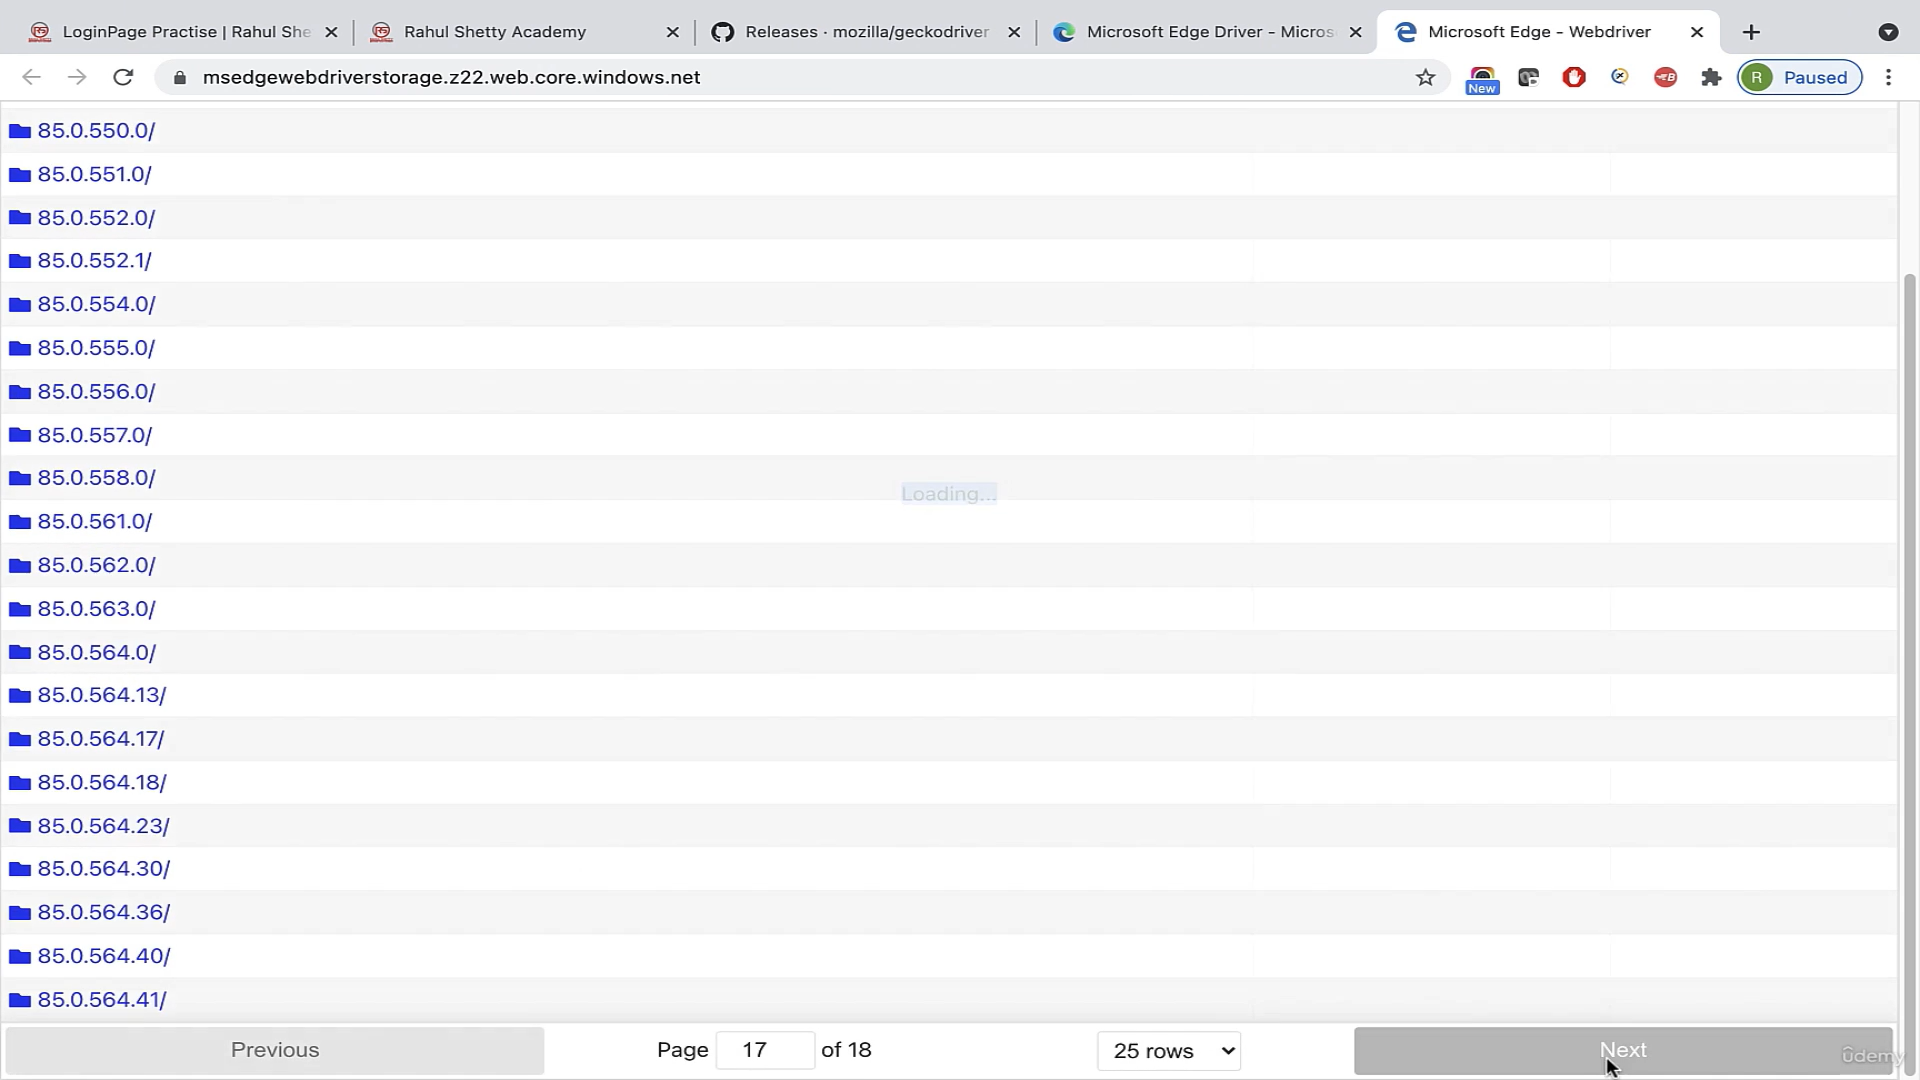 LoginPage Practise | Rahul She
Rahul Shetty Academy
Releases · mozilla/geckodriver
Microsoft Edge Driver - Micros
Microsoft Edge - Webdriver
msedgewebdriverstorage.z22.web.core.windows.net
New
R
Paused
85.0.550.0/
85.0.551.0/
85.0.552.0/
85.0.552.1/
85.0.554.0/
85.0.555.0/
85.0.556.0/
85.0.557.0/
85.0.558.0/
Loading...
85.0.561.0/
85.0.562.0/
85.0.563.0/
85.0.564.0/
85.0.564.13/
85.0.564.17/
85.0.564.18/
85.0.564.23/
85.0.564.30/
85.0.564.36/
85.0.564.40/
85.0.564.41/
Previous
Page 17 of 18
25 rows
Next
ûdemy